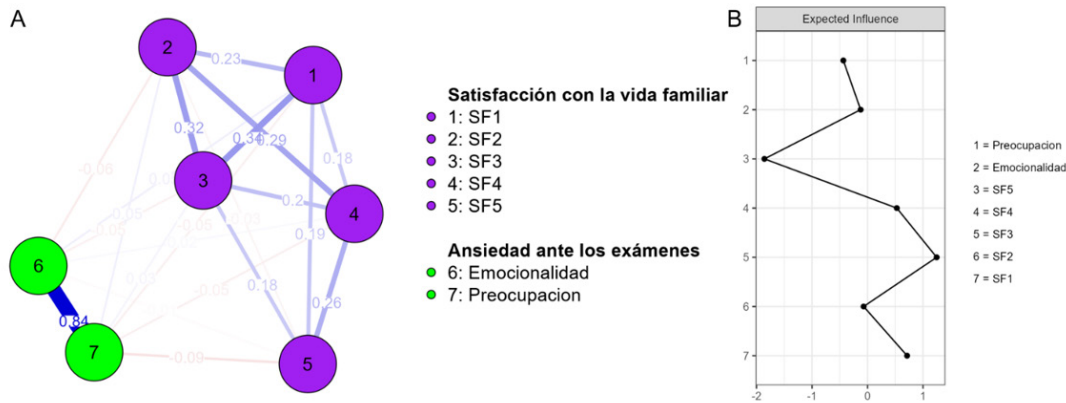 A
2
1
3
4
6
7
5
0.23
0.32
0.34
0.29
0.18
0.2
0.19
0.18
0.26
0.84
-0.06
-0.09
Satisfacción con la vida familiar
1: SF1
2: SF2
3: SF3
4: SF4
5: SF5
Ansiedad ante los exámenes
6: Emocionalidad
7: Preocupacion
B
Expected Influence
1
2
3
4
5
6
7
-2
-1
0
1
1 = Preocupacion
2 = Emocionalidad
3 = SF5
4 = SF4
5 = SF3
6 = SF2
7 = SF1